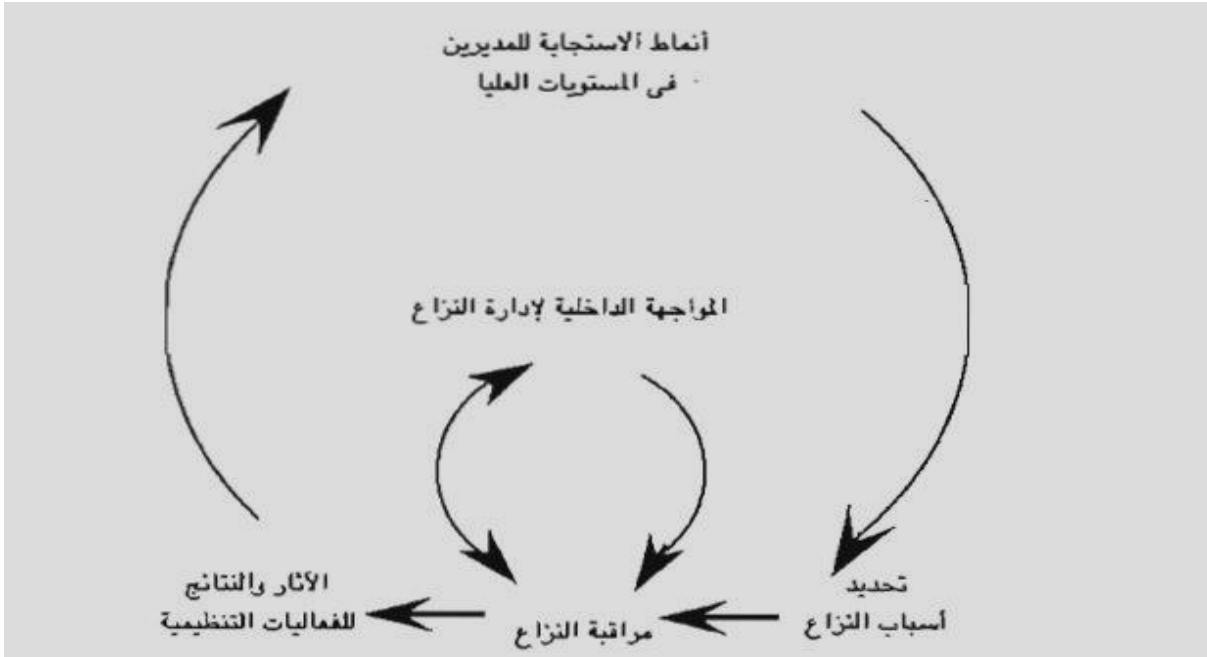 أنماط الاستجابة للمديرين
فى المستويات العليا
المواجهة الداخلية لإدارة النزاع
تحديد
أسباب النزاع
مراقبة النزاع
الآثار والنتائج
للفعاليات التنظيمية